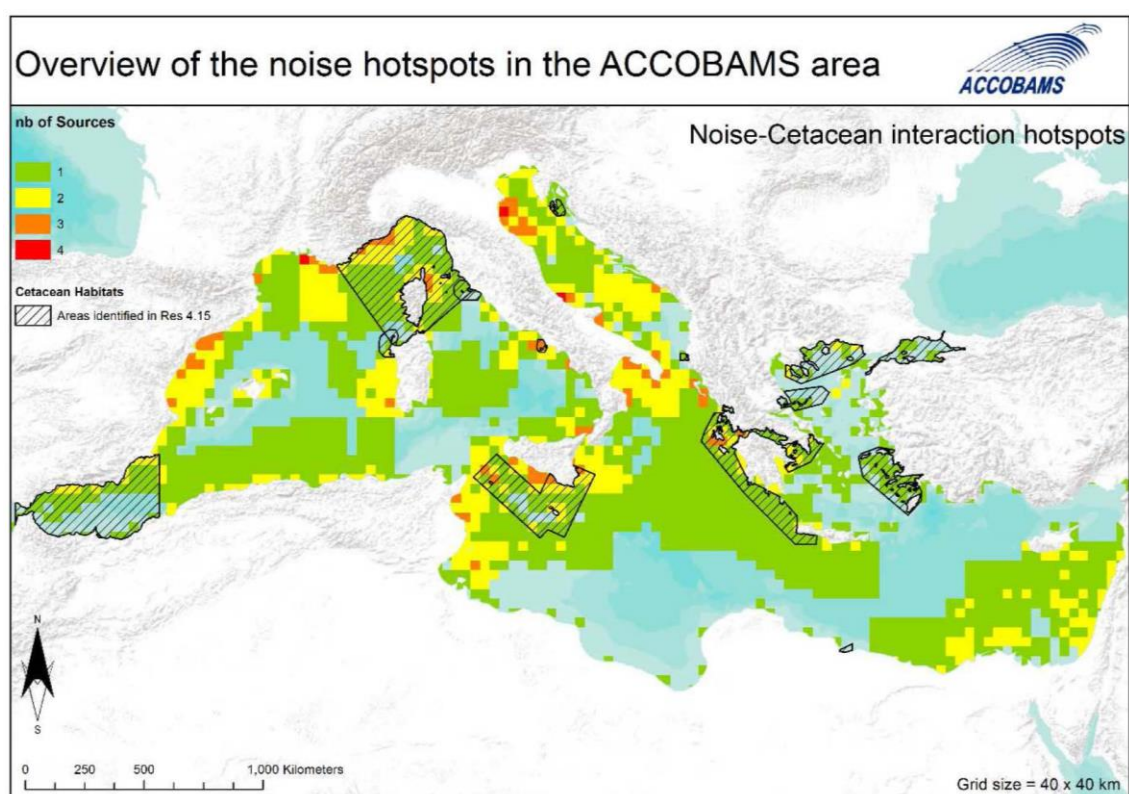 Overview of the noise hotspots in the ACCOBAMS area
ACCOBAMS
nb of Sources
Noise-Cetacean interaction hotspots
1
2
3
4
Cetacean Habitats
Areas identified in Res 4.15
N
S
0 250 500 1,000 Kilometers
Grid size = 40 x 40 km